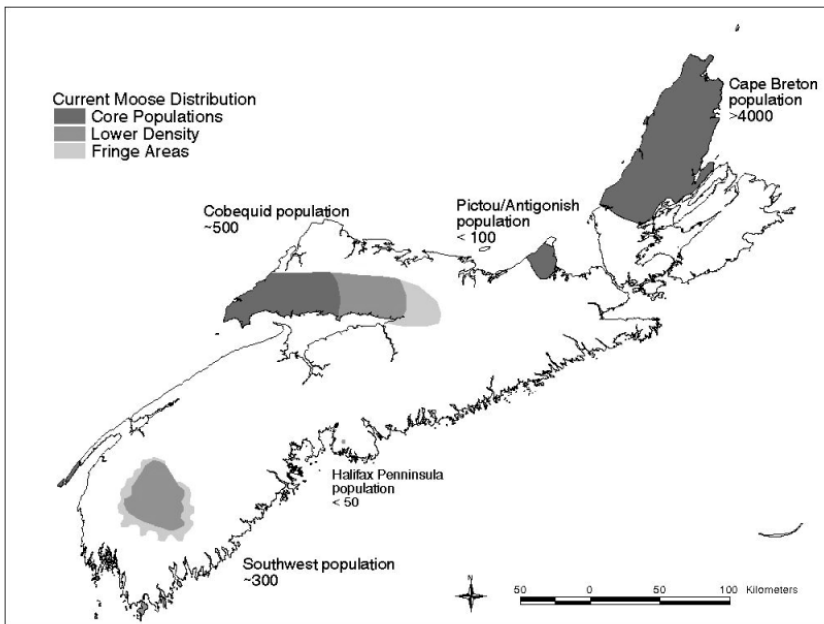 Current Moose Distribution
Core Populations
Lower Density
Fringe Areas
Cape Breton
population
>4000
Pictou/Antigonish
population
< 100
Cobequid population
~500
Halifax Penninsula
population
< 50
Southwest population
~300
N
50 0 50 100 Kilometers